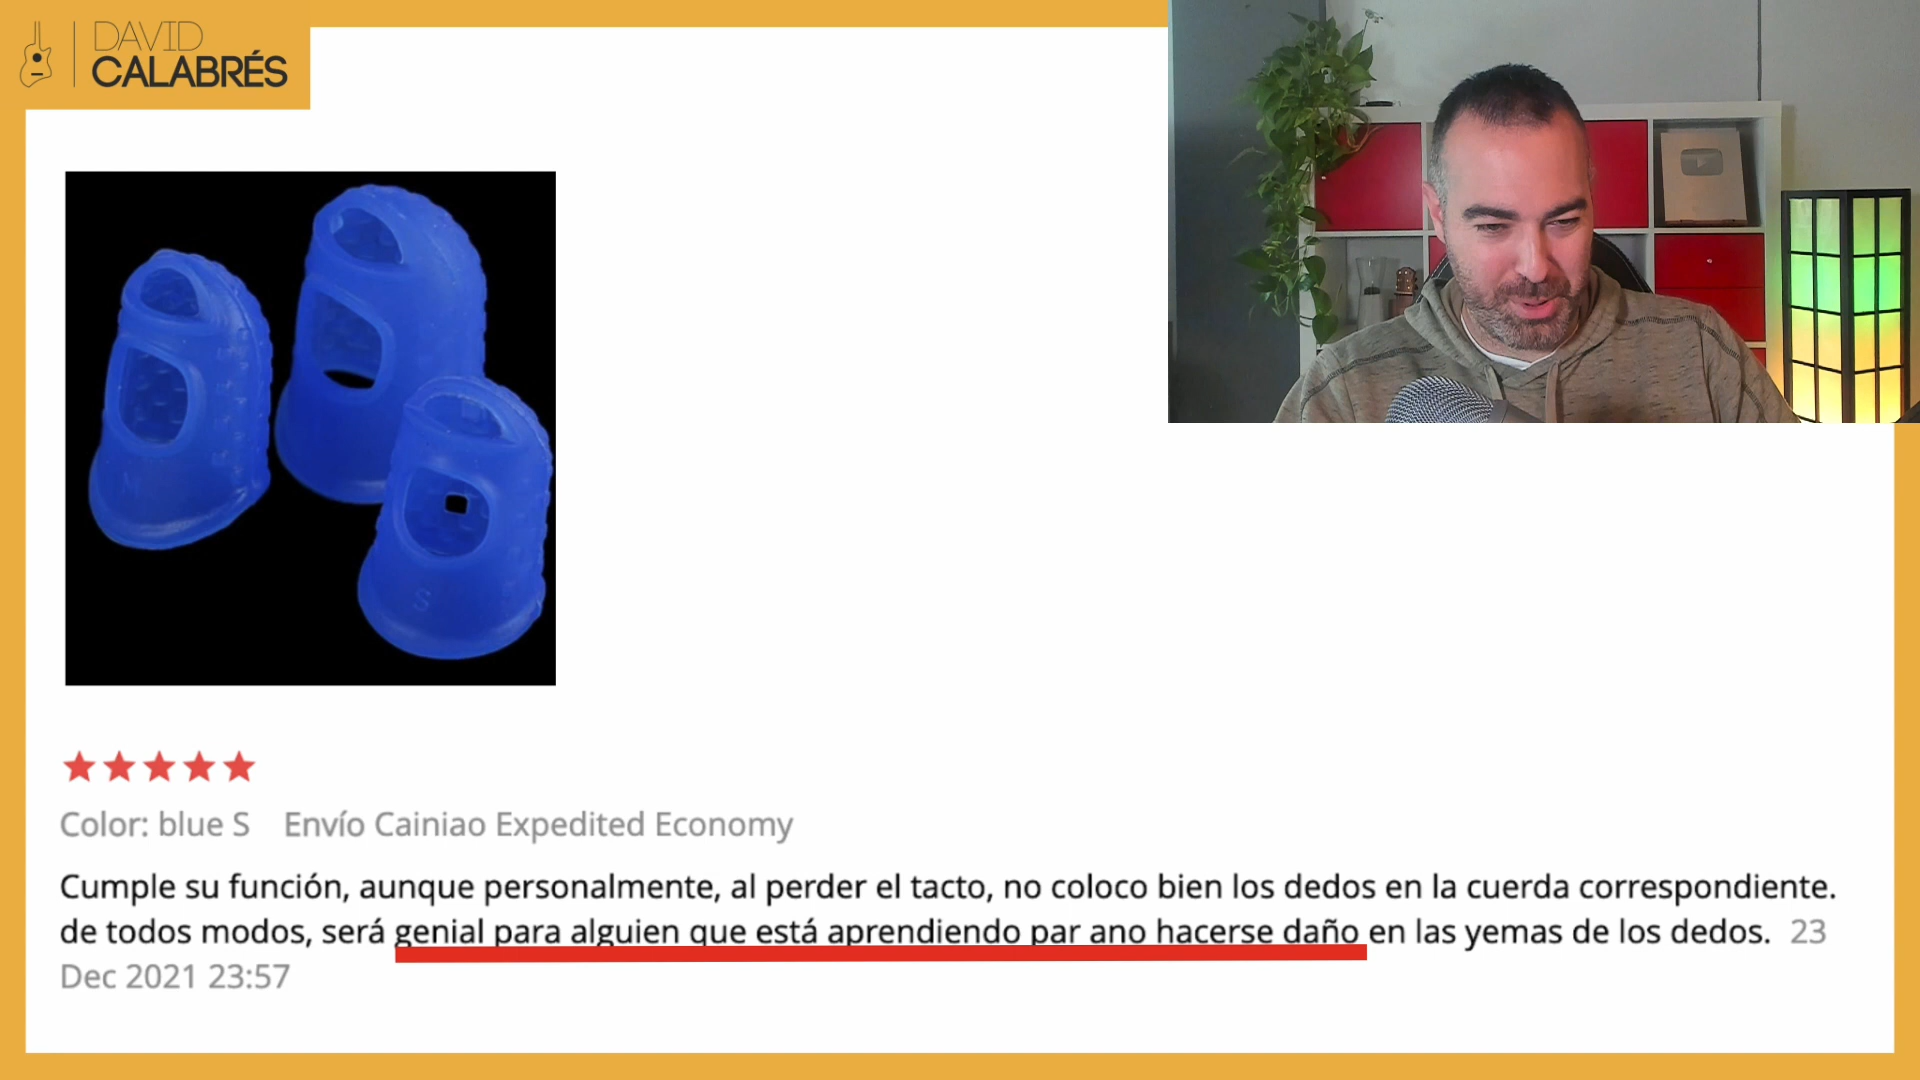 DAVID
CALABRÉS
M
S
Color: blue S Envío Cainiao Expedited Economy
Cumple su función, aunque personalmente, al perder el tacto, no coloco bien los dedos en la cuerda correspondiente.
de todos modos, será genial para alguien que está aprendiendo par ano hacerse daño en las yemas de los dedos. 23
Dec 2021 23:57